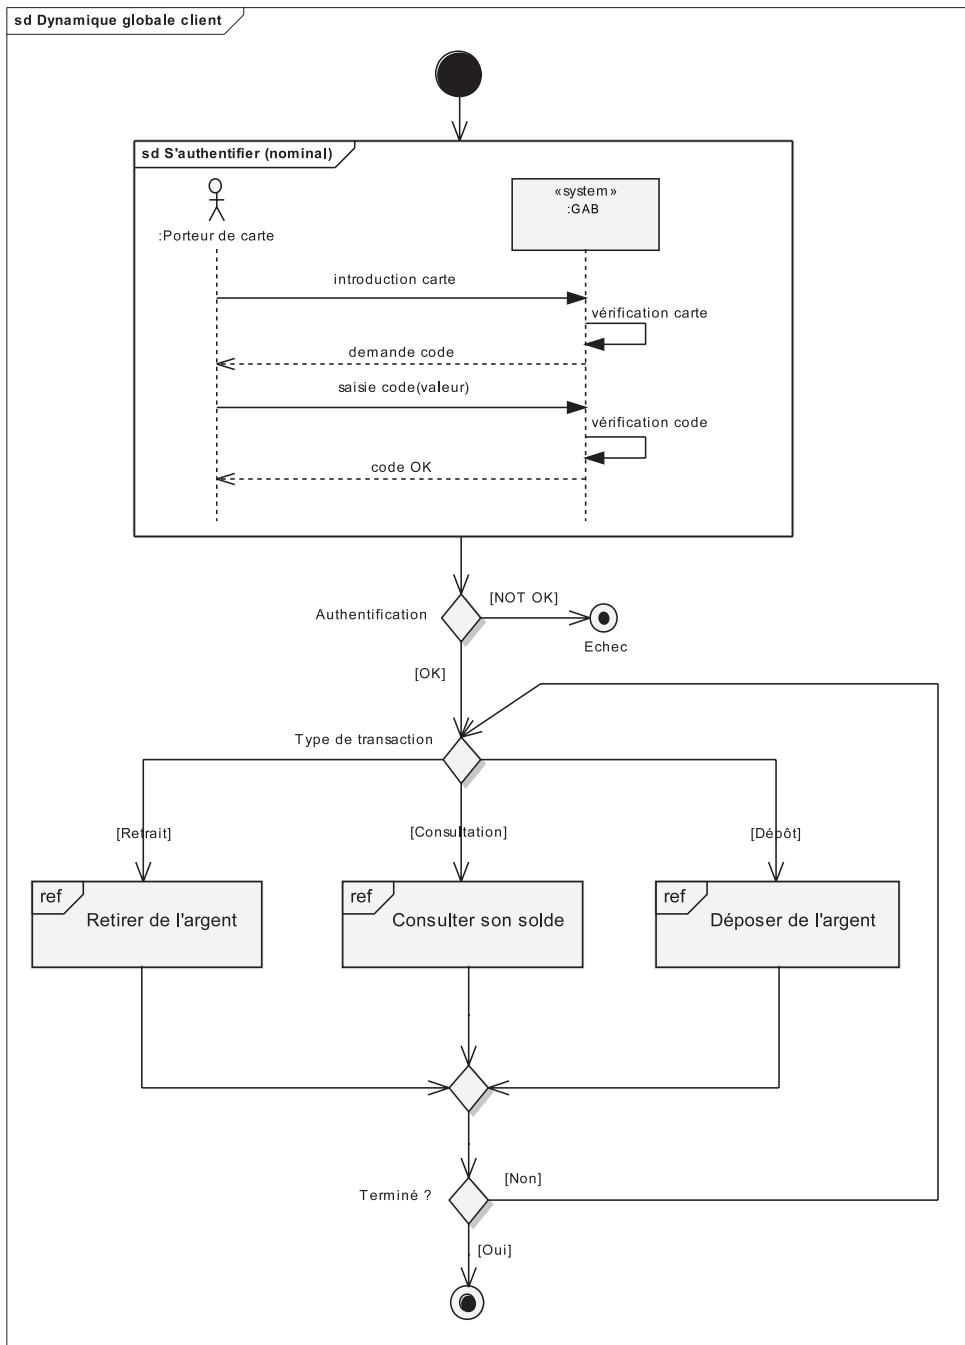 sd Dynamique globale client
sd S'authentifier (nominal)
«system»
:GAB
:Porteur de carte
introduction carte
vérification carte
demande code
saisie code(valeur)
vérification code
code OK
Authentification
[NOT OK]
Echec
[OK]
Type de transaction
[Retrait]
[Consultation]
[Dépôt]
ref
Retirer de l'argent
ref
Consulter son solde
ref
Déposer de l'argent
Terminé ?
[Non]
[Oui]